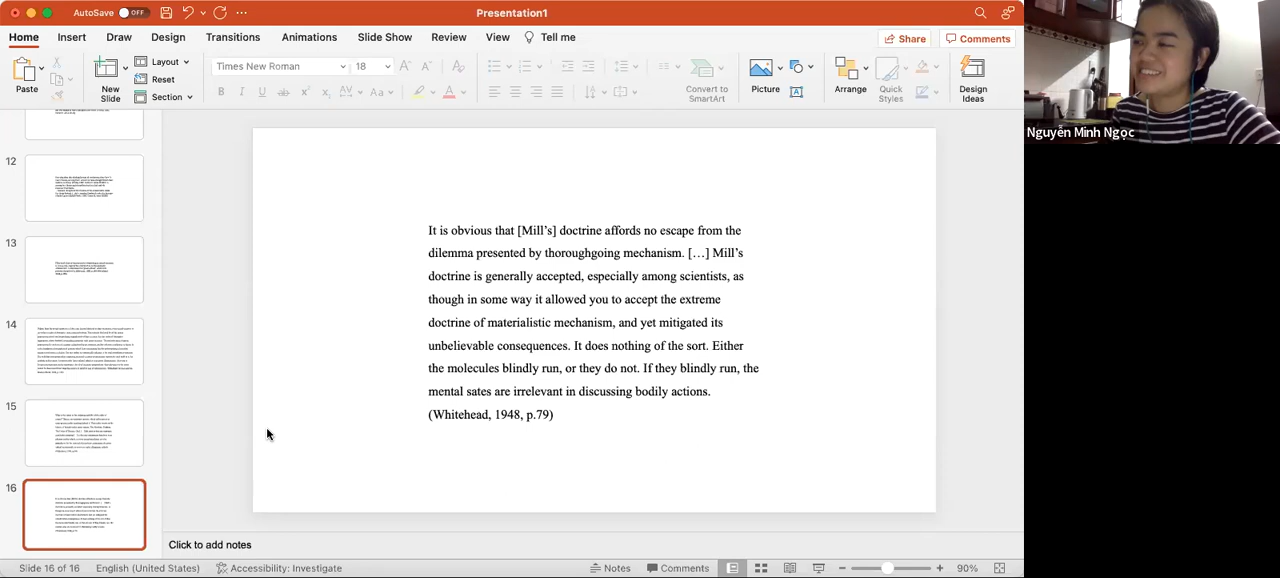 AutoSave OFF
Presentation1
Home Insert Draw Design Transitions Animations Slide Show Review View Tell me
Share Comments
Paste
New Slide
Layout
Reset
Section
Times New Roman 18
B I U ab x² x₂ AV Aa A
Convert to SmartArt
Picture
Arrange
Quick Styles
Design Ideas
Nguyễn Minh Ngọc
12
13
14
15
16
It is obvious that [Mill’s] doctrine affords no escape from the
dilemma presented by thoroughgoing mechanism. […] Mill’s
doctrine is generally accepted, especially among scientists, as
though in some way it allowed you to accept the extreme
doctrine of materialistic mechanism, and yet mitigated its
unbelievable consequences. It does nothing of the sort. Either
the molecules blindly run, or they do not. If they blindly run, the
mental sates are irrelevant in discussing bodily actions.
(Whitehead, 1948, p.79)
Click to add notes
Slide 16 of 16 English (United States) Accessibility: Investigate Notes Comments 90%